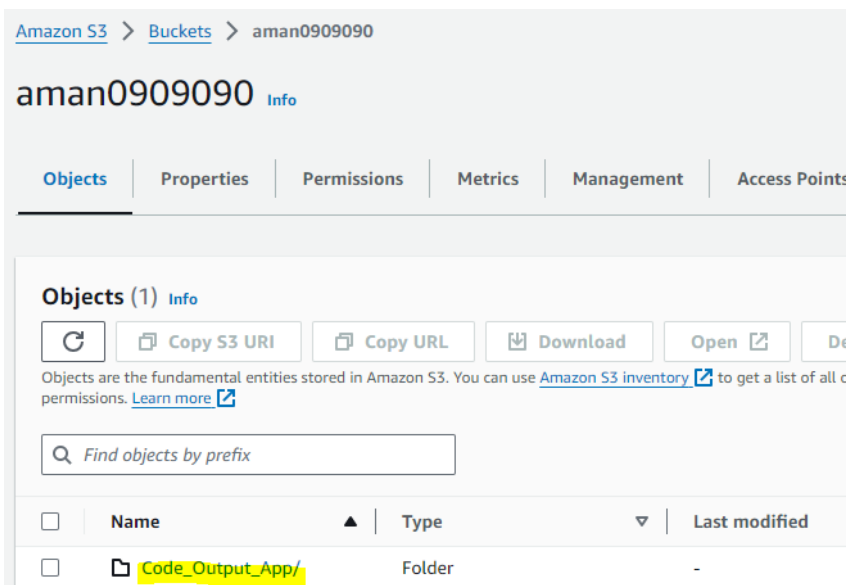 Amazon S3 > Buckets > aman0909090
aman0909090 Info
Objects Properties Permissions Metrics Management Access Points
Objects (1) Info
Copy S3 URI Copy URL Download Open De
Objects are the fundamental entities stored in Amazon S3. You can use Amazon S3 inventory to get a list of all o
permissions. Learn more
Find objects by prefix
Name Type Last modified
Code_Output_App/ Folder -